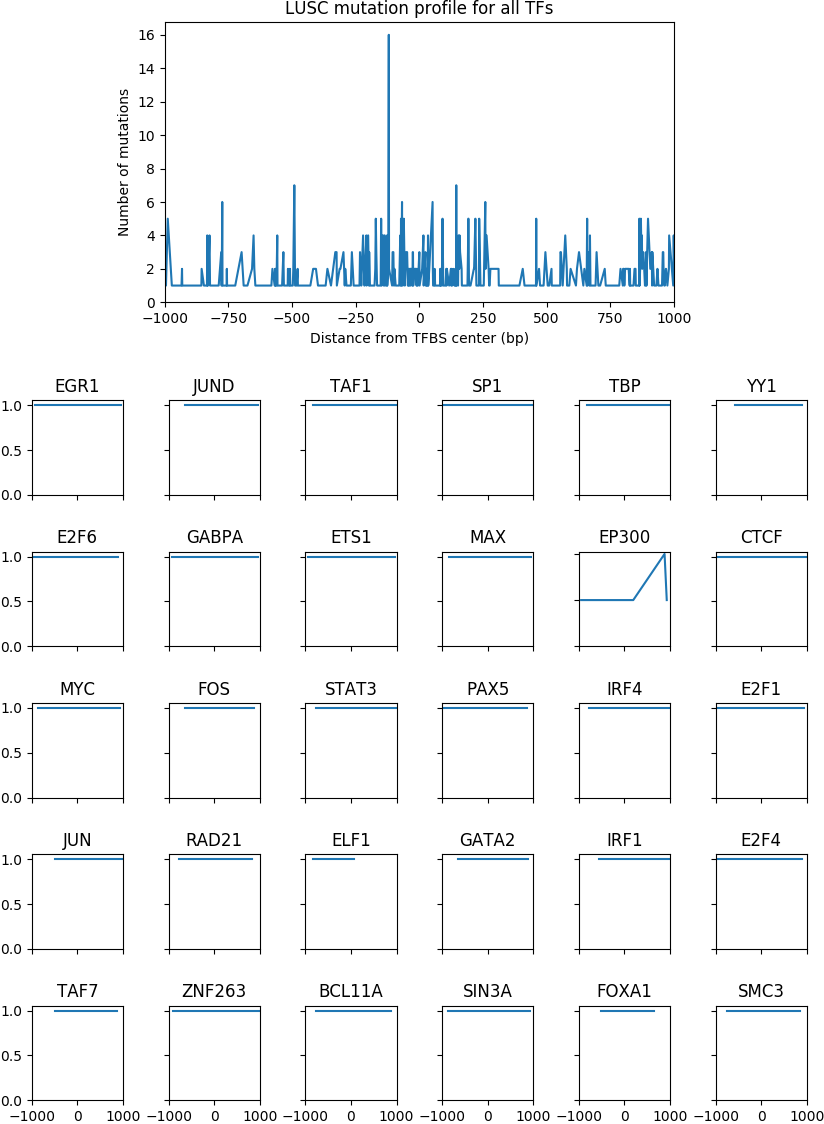 LUSC mutation profile for all TFs
16
14
12
10
8
6
4
2
0
Number of mutations
−1000 −750 −500 −250 0 250 500 750 1000
Distance from TFBS center (bp)
EGR1 JUND TAF1 SP1 TBP YY1
1.0
0.5
0.0
E2F6 GABPA ETS1 MAX EP300 CTCF
1.0
0.5
0.0
MYC FOS STAT3 PAX5 IRF4 E2F1
1.0
0.5
0.0
JUN RAD21 ELF1 GATA2 IRF1 E2F4
1.0
0.5
0.0
TAF7 ZNF263 BCL11A SIN3A FOXA1 SMC3
1.0
0.5
0.0
−1000 0 1000 −1000 0 1000 −1000 0 1000 −1000 0 1000 −1000 0 1000 −1000 0 1000